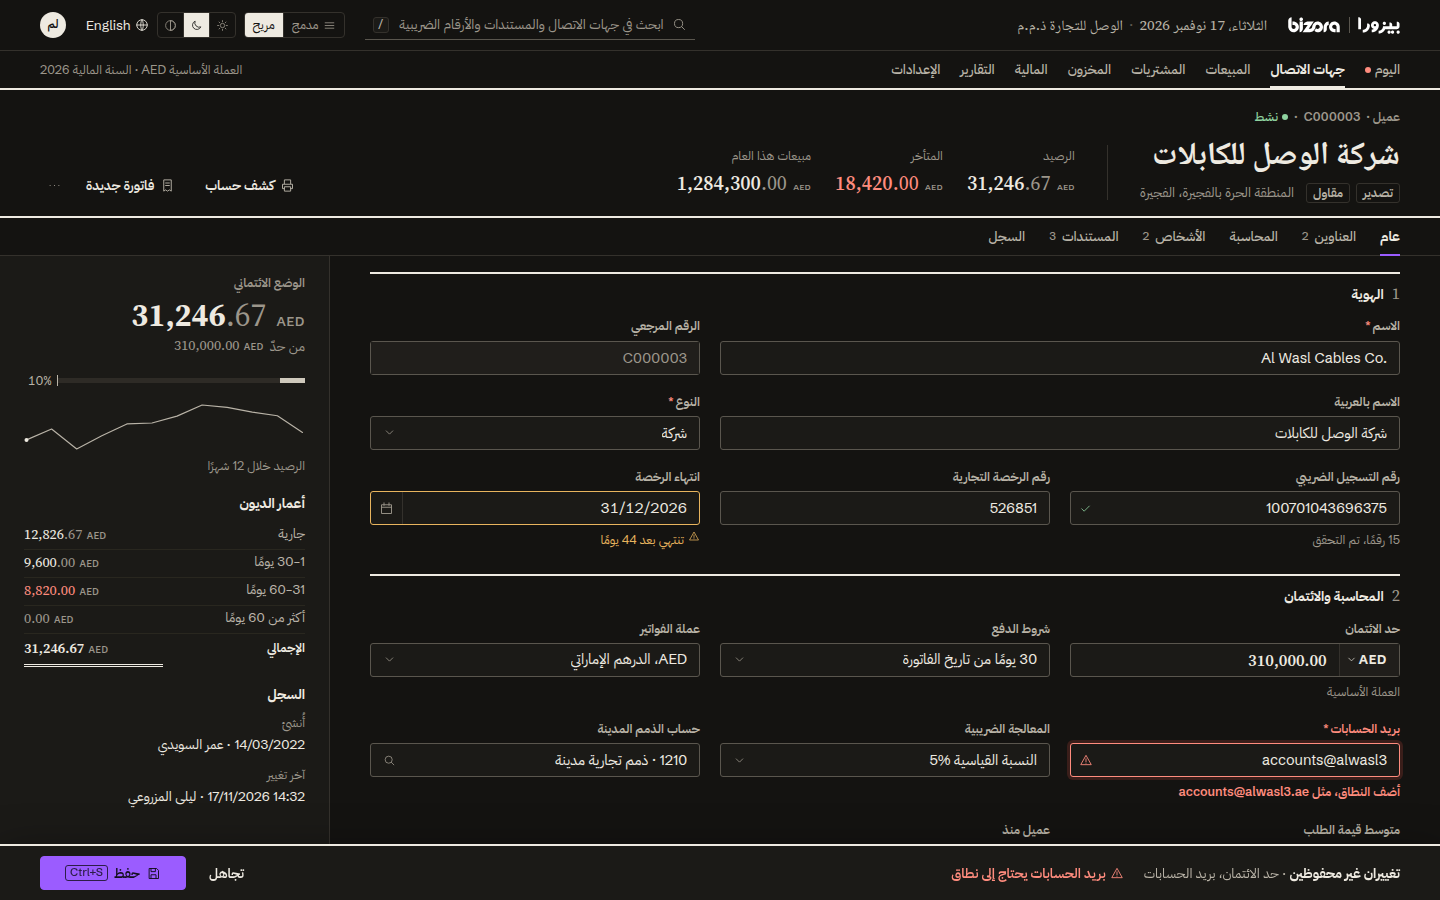 بيزورا | bizora
الثلاثاء، 17 نوفمبر 2026 · الوصل للتجارة ذ.م.م
ابحث في جهات الاتصال والمستندات والأرقام الضريبية /
مدمج مريح
English
لم
اليوم جهات الاتصال المبيعات المشتريات المخزون المالية التقارير الإعدادات
العملة الأساسية AED · السنة المالية 2026
عميل · C000003 · نشط
شركة الوصل للكابلات
تصدير مقاول المنطقة الحرة بالفجيرة، الفجيرة
الرصيد
AED 31,246.67
المتأخر
AED 18,420.00
مبيعات هذا العام
AED 1,284,300.00
كشف حساب
فاتورة جديدة
...
عام العناوين 2 المحاسبة الأشخاص 2 المستندات 3 السجل
1 الهوية
الاسم *
Al Wasl Cables Co.
الرقم المرجعي
C000003
الاسم بالعربية
شركة الوصل للكابلات
النوع *
شركة
رقم التسجيل الضريبي
100701043696375
15 رقمًا، تم التحقق
رقم الرخصة التجارية
526851
انتهاء الرخصة
31/12/2026
تنتهي بعد 44 يومًا
2 المحاسبة والائتمان
حد الائتمان
AED 310,000.00
العملة الأساسية
شروط الدفع
30 يومًا من تاريخ الفاتورة
عملة الفواتير
AED، الدرهم الإماراتي
بريد الحسابات *
accounts@alwasl3
أضف النطاق، مثل accounts@alwasl3.ae
المعالجة الضريبية
النسبة القياسية 5%
حساب الذمم المدينة
1210 · ذمم تجارية مدينة
متوسط قيمة الطلب
عميل منذ
الوضع الائتماني
AED 31,246.67
من حدّ AED 310,000.00
10%
الرصيد خلال 12 شهرًا
أعمار الديون
جارية AED 12,826.67
1–30 يومًا AED 9,600.00
31–60 يومًا AED 8,820.00
أكثر من 60 يومًا AED 0.00
الإجمالي AED 31,246.67
السجل
أُنشئ
14/03/2022 · عمر السويدي
آخر تغيير
17/11/2026 14:32 · ليلى المزروعي
تغييران غير محفوظين · حد الائتمان، بريد الحسابات
بريد الحسابات يحتاج إلى نطاق
تجاهل
حفظ Ctrl+S